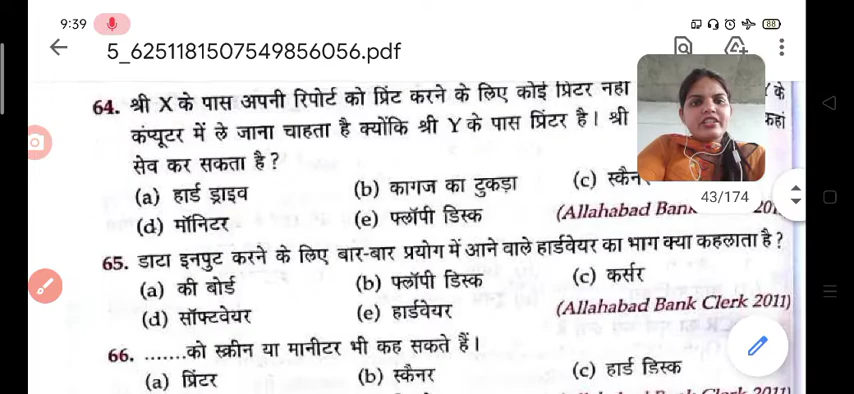 9:39
88
5_6251181507549856056.pdf
64. श्री X के पास अपनी रिपोर्ट को प्रिंट करने के लिए कोई प्रिंटर नहीं
कंप्यूटर में ले जाना चाहता है क्योंकि श्री Y के पास प्रिंटर है। श्री
सेव कर सकता है?
(a) हार्ड ड्राइव (b) कागज का टुकड़ा (c)
(d) मॉनिटर (e) फ्लॉपी डिस्क (Allahabad
43/174
65. डाटा इनपुट करने के लिए बार-बार प्रयोग में आने वाले हार्डवेयर का भाग क्या कहलाता है?
(a) की बोर्ड (b) फ्लॉपी डिस्क (c) कर्सर
(d) सॉफ्टवेयर (e) हार्डवेयर (Allahabad Bank Clerk 2011)
66. .......को स्क्रीन या मानीटर भी कह सकते हैं।
(a) प्रिंटर (b) स्कैनर (c) हार्ड डिस्क